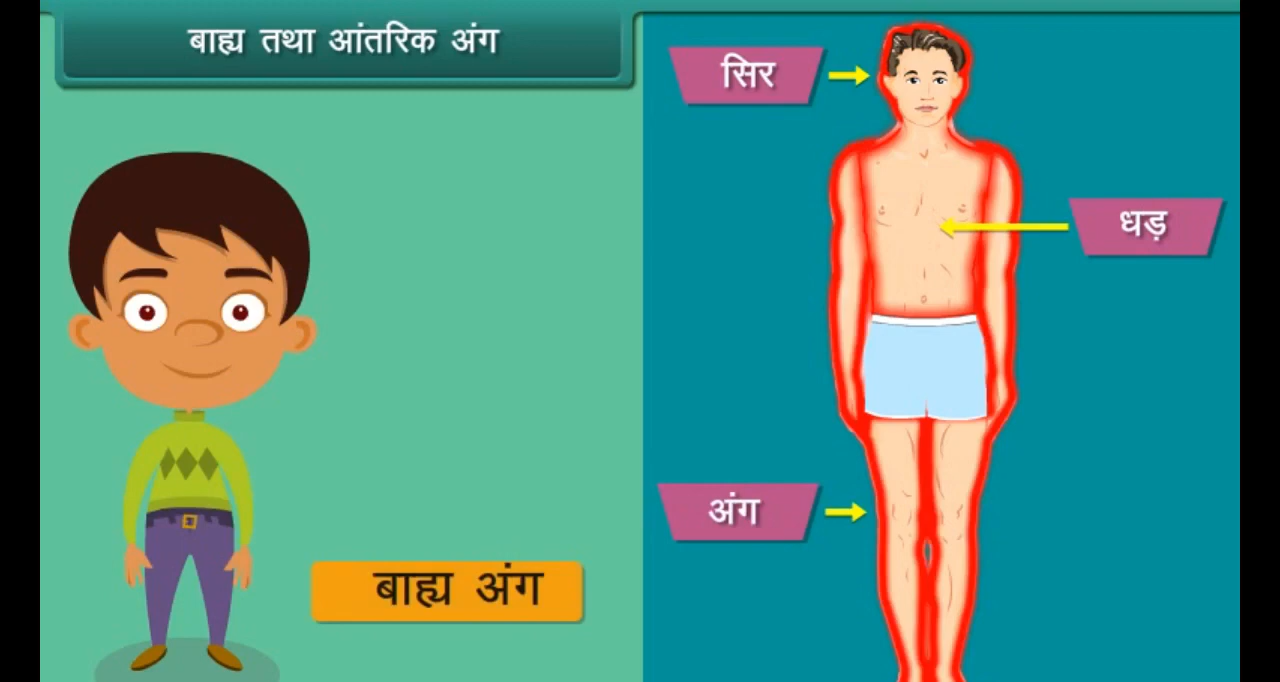 बाह्य तथा आंतरिक अंग
सिर
धड़
अंग
बाह्य अंग